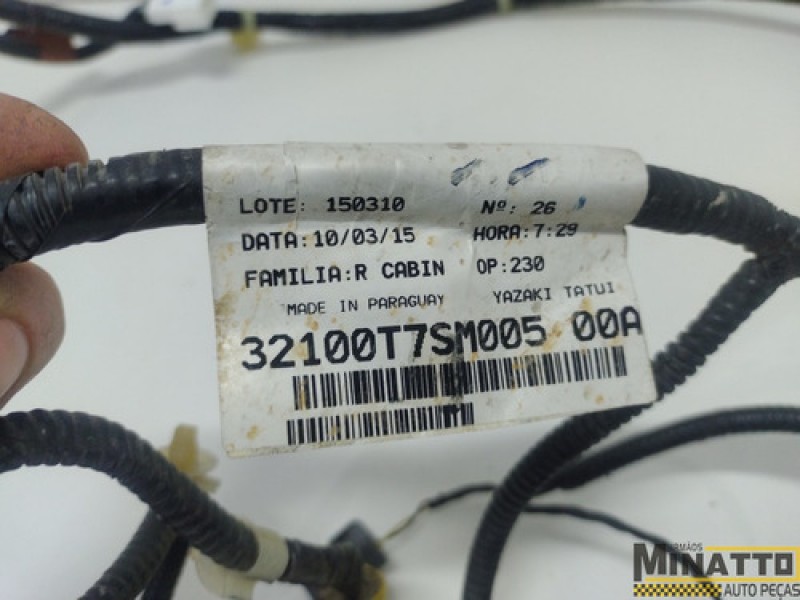 LOTE: 150310 Nº: 26
DATA:10/03/15 HORA:7:29
FAMILIA:R CABIN OP:230
MADE IN PARAGUAY YAZAKI TATUI
32100T7SM005 00A
IRMÃOS
MINATTO
AUTO PEÇAS